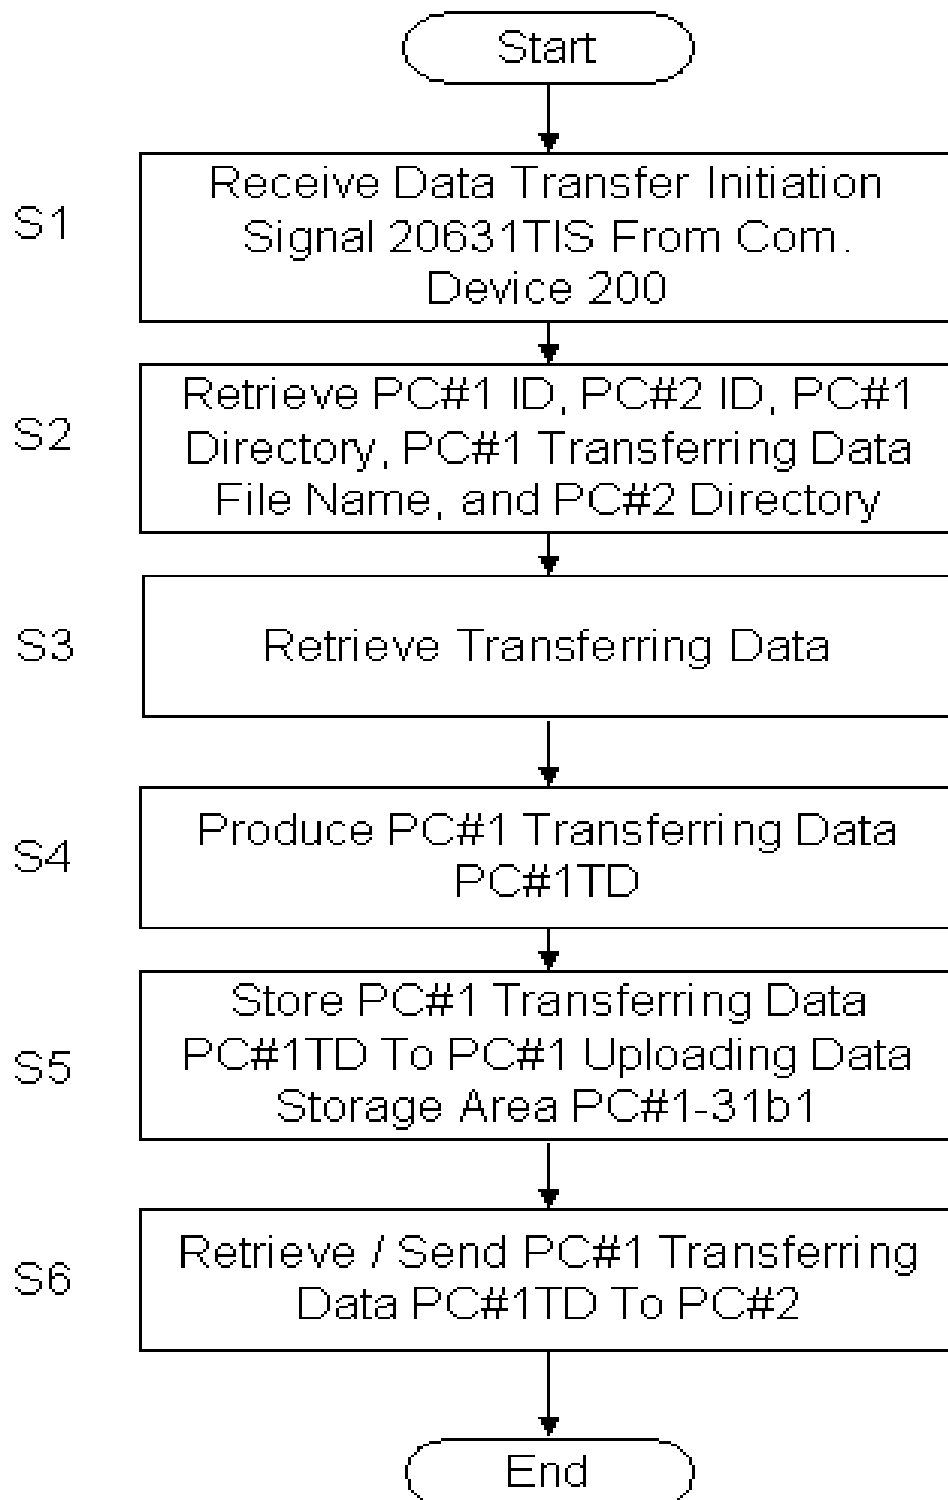 Start
S1
Receive Data Transfer Initiation
Signal 20631TIS From Com.
Device 200
S2
Retrieve PC#1 ID, PC#2 ID, PC#1
Directory, PC#1 Transferring Data
File Name, and PC#2 Directory
S3
Retrieve Transferring Data
S4
Produce PC#1 Transferring Data
PC#1TD
S5
Store PC#1 Transferring Data
PC#1TD To PC#1 Uploading Data
Storage Area PC#1-31b1
S6
Retrieve / Send PC#1 Transferring
Data PC#1TD To PC#2
End